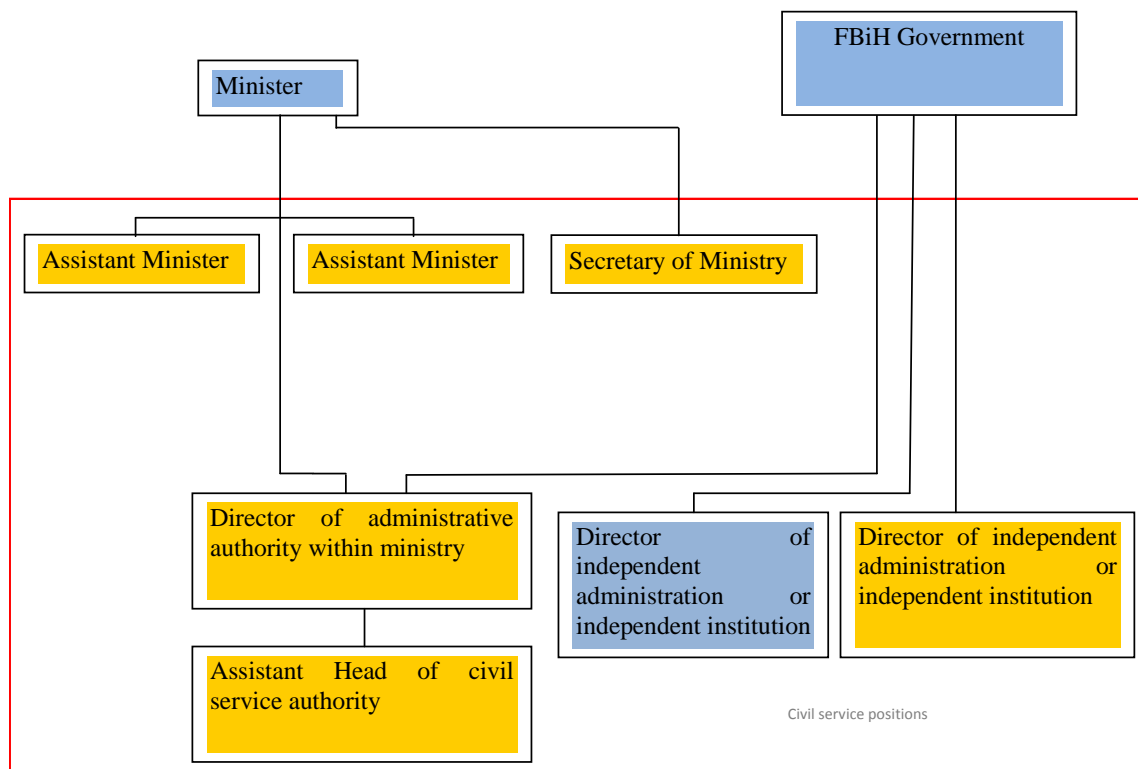 FBiH Government
Minister
Assistant Minister
Assistant Minister
Secretary of Ministry
Director of administrative
authority within ministry
Director of
independent
administration or
independent institution
Director of independent
administration or
independent institution
Assistant Head of civil
service authority
Civil service positions